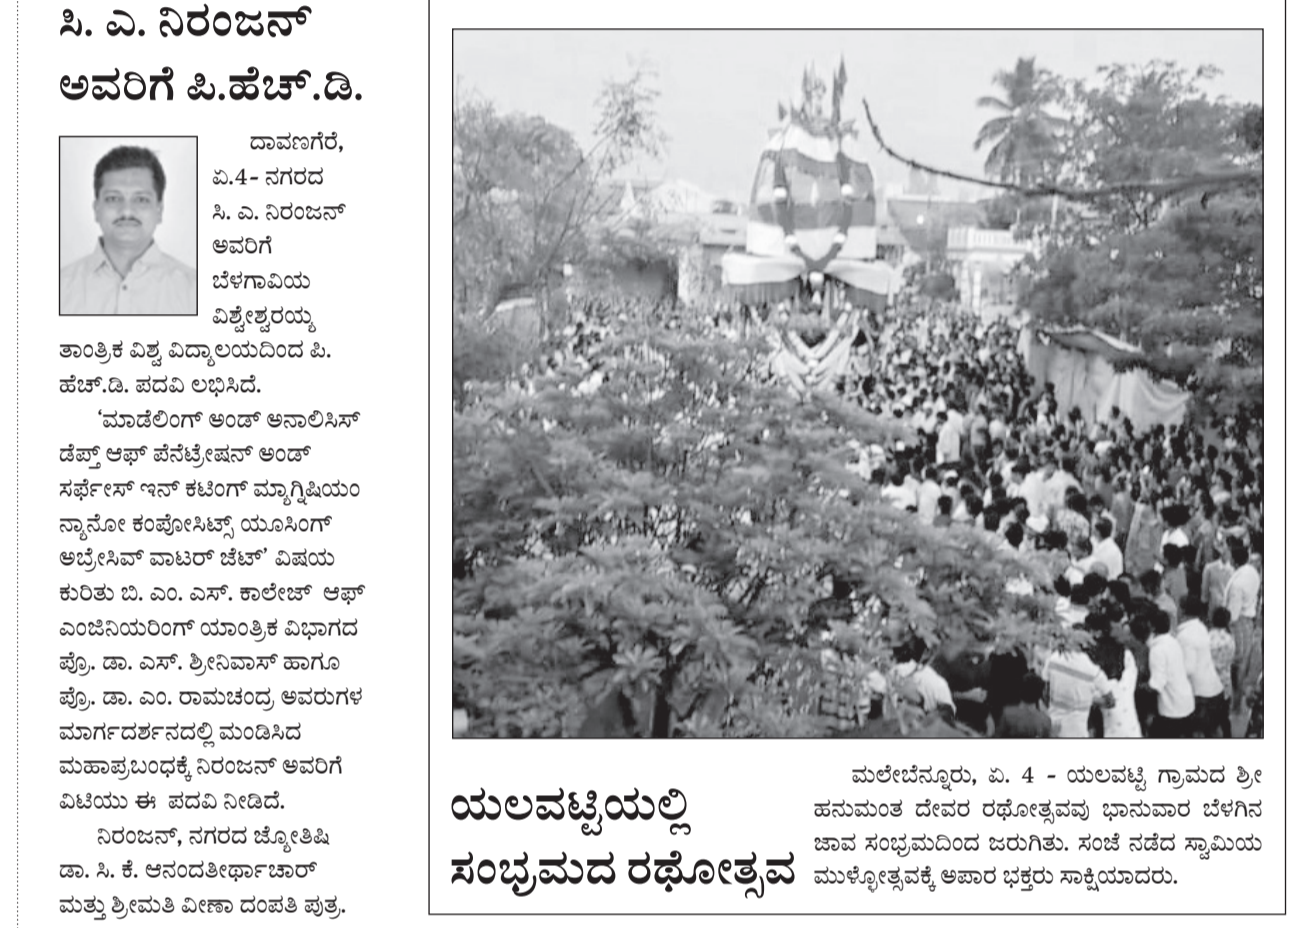 ಸಿ. ಎ. ನಿರಂಜನ್
ಅವರಿಗೆ ಪಿ.ಹೆಚ್.ಡಿ.
ದಾವಣಗೆರೆ,
ಏ.4- ನಗರದ
ಸಿ. ಎ. ನಿರಂಜನ್
ಅವರಿಗೆ
ಬೆಳಗಾವಿಯ
ವಿಶ್ವೇಶ್ವರಯ್ಯ
ತಾಂತ್ರಿಕ ವಿಶ್ವ ವಿದ್ಯಾಲಯದಿಂದ ಪಿ.
ಹೆಚ್.ಡಿ. ಪದವಿ ಲಭಿಸಿದೆ.
‘ಮಾಡೆಲಿಂಗ್ ಅಂಡ್ ಅನಾಲಿಸಿಸ್
ಡೆಪ್ತ್ ಆಫ್ ಪೆನೆಟ್ರೇಷನ್ ಅಂಡ್
ಸರ್ಫೇಸ್ ಇನ್ ಕಟಿಂಗ್ ಮ್ಯಾಗ್ನಿಷಿಯಂ
ನ್ಯಾನೋ ಕಂಪೋಸಿಟ್ಸ್ ಯೂಸಿಂಗ್
ಅಬ್ರೇಸಿವ್ ವಾಟರ್ ಜೆಟ್’ ವಿಷಯ
ಕುರಿತು ಬಿ. ಎಂ. ಎಸ್. ಕಾಲೇಜ್ ಆಫ್
ಎಂಜಿನಿಯರಿಂಗ್ ಯಾಂತ್ರಿಕ ವಿಭಾಗದ
ಪ್ರೊ. ಡಾ. ಎಸ್. ಶ್ರೀನಿವಾಸ್ ಹಾಗೂ
ಪ್ರೊ. ಡಾ. ಎಂ. ರಾಮಚಂದ್ರ ಅವರುಗಳ
ಮಾರ್ಗದರ್ಶನದಲ್ಲಿ ಮಂಡಿಸಿದ
ಮಹಾಪ್ರಬಂಧಕ್ಕೆ ನಿರಂಜನ್ ಅವರಿಗೆ
ವಿಟಿಯು ಈ ಪದವಿ ನೀಡಿದೆ.
ನಿರಂಜನ್, ನಗರದ ಜ್ಯೋತಿಷಿ
ಡಾ. ಸಿ. ಕೆ. ಆನಂದತೀರ್ಥಾಚಾರ್
ಮತ್ತು ಶ್ರೀಮತಿ ವೀಣಾ ದಂಪತಿ ಪುತ್ರ.
ಯಲವಟ್ಟಿಯಲ್ಲಿ
ಸಂಭ್ರಮದ ರಥೋತ್ಸವ
ಮಲೇಬೆನ್ನೂರು, ಏ. 4 - ಯಲವಟ್ಟಿ ಗ್ರಾಮದ ಶ್ರೀ
ಹನುಮಂತ ದೇವರ ರಥೋತ್ಸವವು ಭಾನುವಾರ ಬೆಳಗಿನ
ಜಾವ ಸಂಭ್ರಮದಿಂದ ಜರುಗಿತು. ಸಂಜೆ ನಡೆದ ಸ್ವಾಮಿಯ
ಮುಳ್ಳೋತ್ಸವಕ್ಕೆ ಅಪಾರ ಭಕ್ತರು ಸಾಕ್ಷಿಯಾದರು.